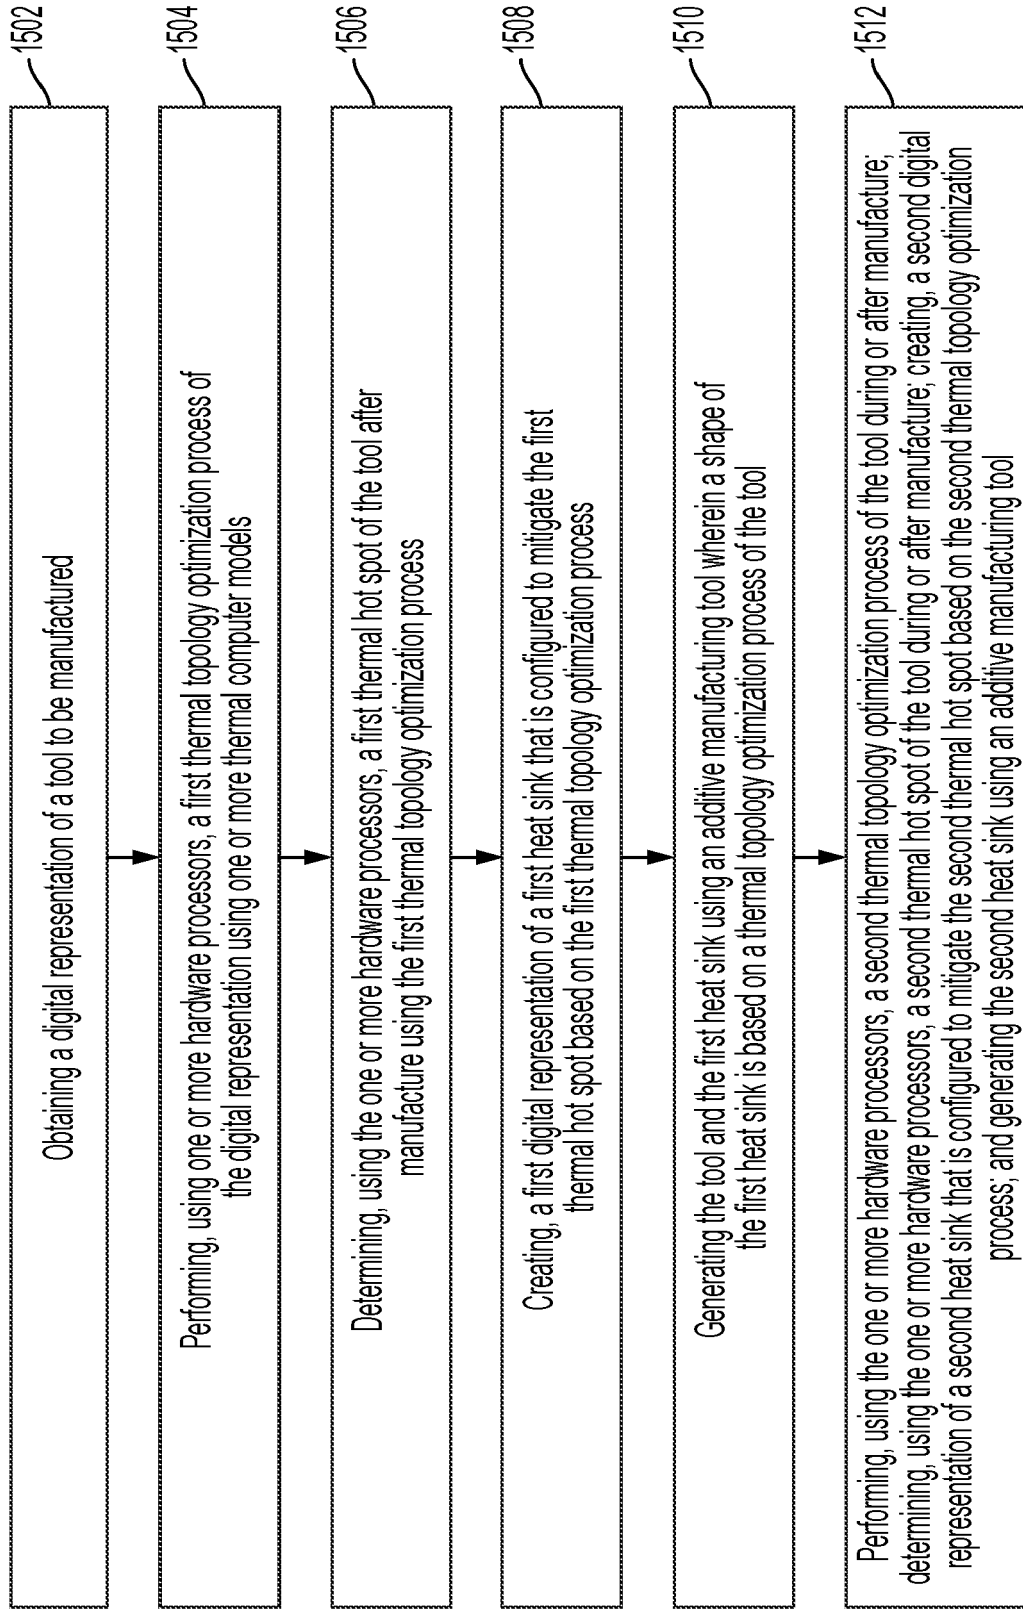 1502
Obtaining a digital representation of a tool to be manufactured
1504
Performing, using one or more hardware processors, a first thermal topology optimization process of
the digital representation using one or more thermal computer models
1506
Determining, using the one or more hardware processors, a first thermal hot spot of the tool after
manufacture using the first thermal topology optimization process
1508
Creating, a first digital representation of a first heat sink that is configured to mitigate the first
thermal hot spot based on the first thermal topology optimization process
1510
Generating the tool and the first heat sink using an additive manufacturing tool wherein a shape of
the first heat sink is based on a thermal topology optimization process of the tool
1512
Performing, using the one or more hardware processors, a second thermal topology optimization process of the tool during or after manufacture;
determining, using the one or more hardware processors, a second thermal hot spot of the tool during or after manufacture; creating, a second digital
representation of a second heat sink that is configured to mitigate the second thermal hot spot based on the second thermal topology optimization
process; and generating the second heat sink using an additive manufacturing tool